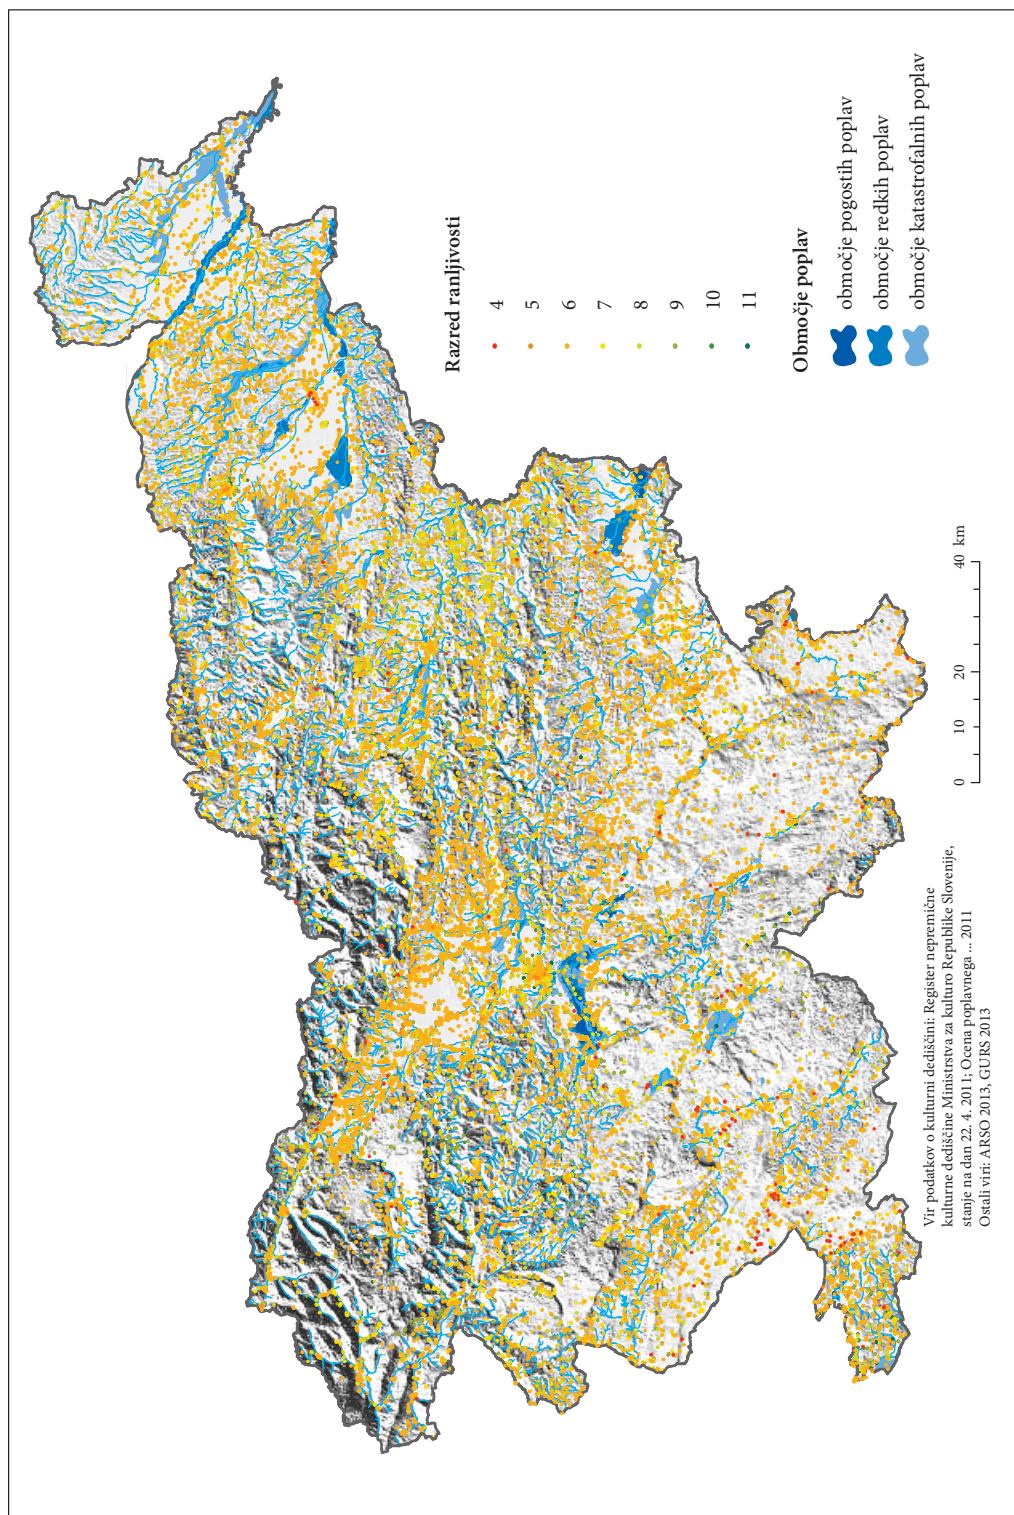 Razred ranljivosti
4
5
6
7
8
9
10
11
Območje poplav
območje pogostih poplav
območje redkih poplav
območje katastrofalnih poplav
0 10 20 40 km
Vir podatkov o kulturni dediščini: Register nepremične
kulturne dediščine Ministrstva za kulturo Republike Slovenije,
stanje na dan 22. 4. 2011; Ocena poplavnega ... 2011
Ostali viri: ARSO 2013, GURS 2013